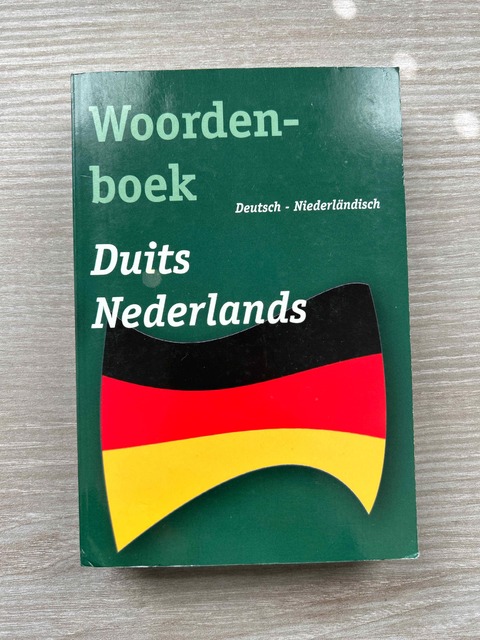 Woorden-
boek
Deutsch - Niederländisch
Duits
Nederlands